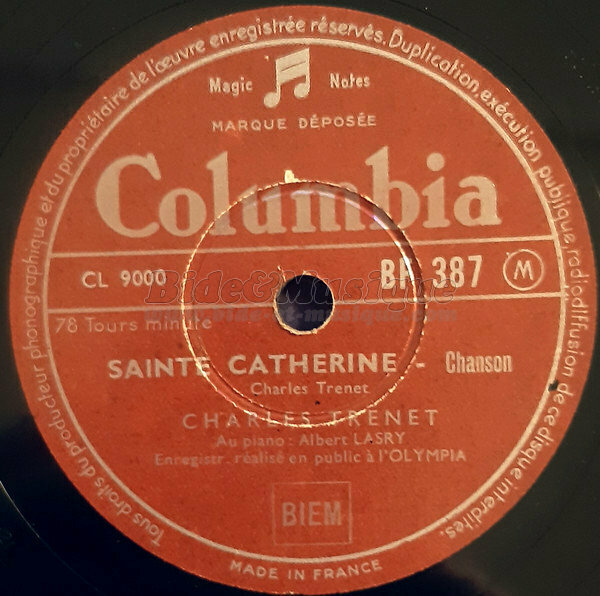 Tous droits du producteur phonographique et du propriétaire de l'œuvre enregistrée réservés. Duplication, exécution publique, radiodiffusion de ce disque interdites.
Magic Notes
MARQUE DÉPOSÉE
Columbia
CL 9000 BF 387 M
Bide&Musique
78 Tours minute
SAINTE CATHERINE - Chanson
Charles Trenet
CHARLES TRENET
Au piano : Albert LASRY
Enregistr. réalisé en public à l'OLYMPIA
BIEM
MADE IN FRANCE